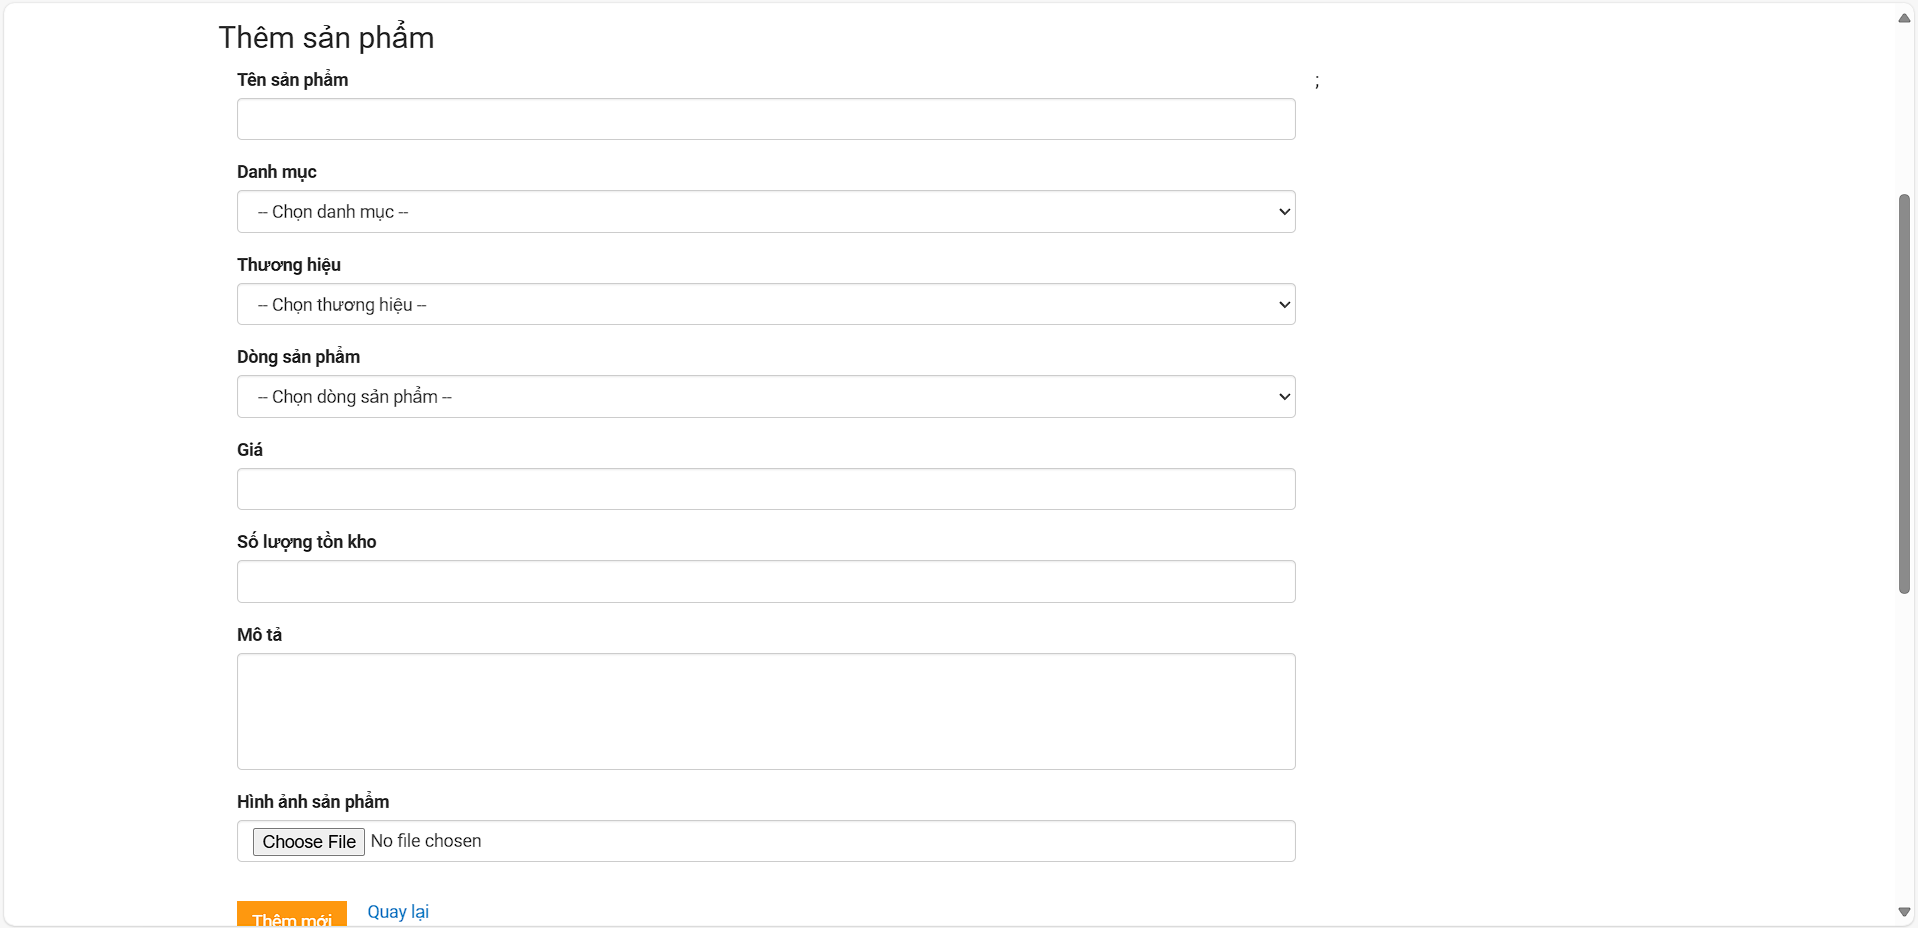 Thêm sản phẩm
Tên sản phẩm
;
Danh mục
-- Chọn danh mục --
Thương hiệu
-- Chọn thương hiệu --
Dòng sản phẩm
-- Chọn dòng sản phẩm --
Giá
Số lượng tồn kho
Mô tả
Hình ảnh sản phẩm
Choose File No file chosen
Thêm mới Quay lại